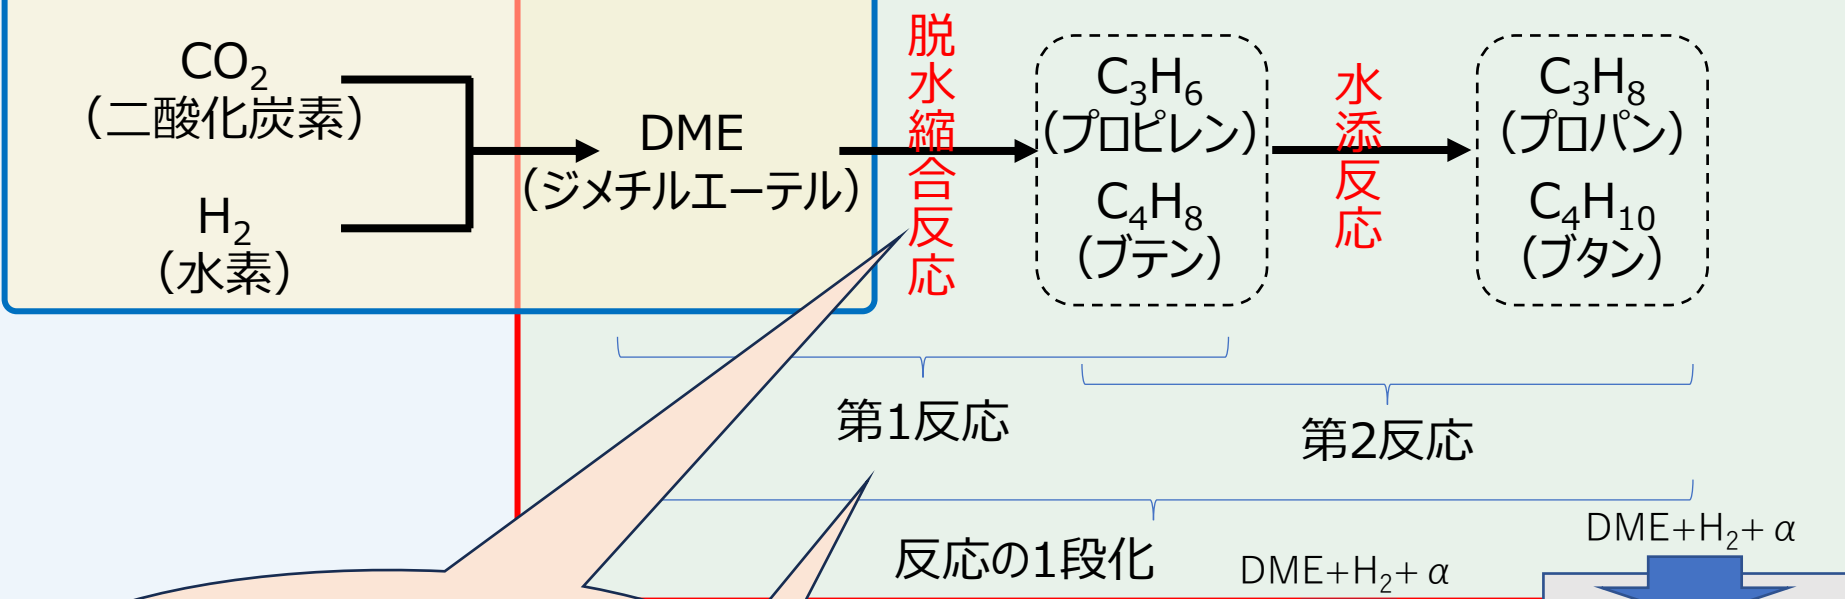 CO₂
（二酸化炭素）
H₂
（水素）
DME
（ジメチルエーテル）
脱水縮合反応
C₃H₆
（プロピレン）
C₄H₈
（ブテン）
水添反応
C₃H₈
（プロパン）
C₄H₁₀
（ブタン）
第1反応
第2反応
反応の1段化
DME+H₂+α
DME+H₂+α